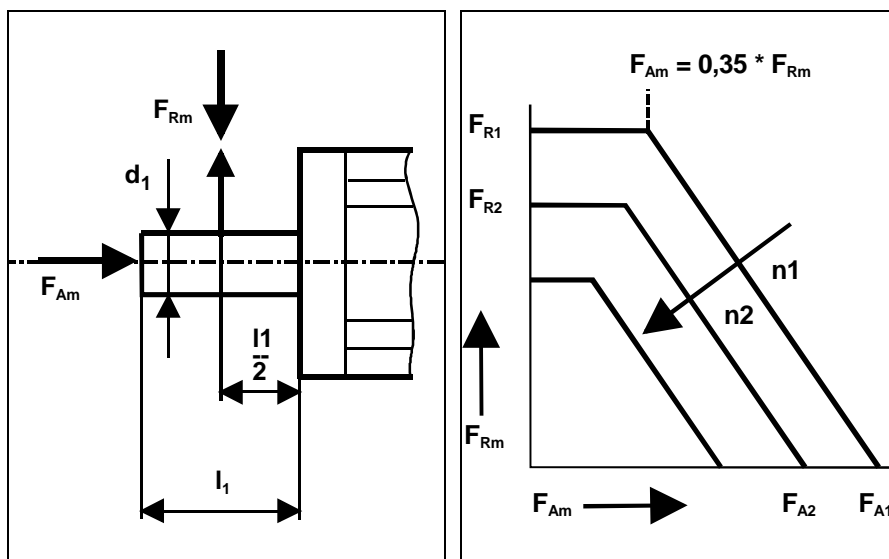 F_Rm
d_1
F_Am
l1
2
l_1
F_Am = 0,35 * F_Rm
F_R1
F_R2
n1
n2
F_Rm
F_Am
F_A2
F_A1